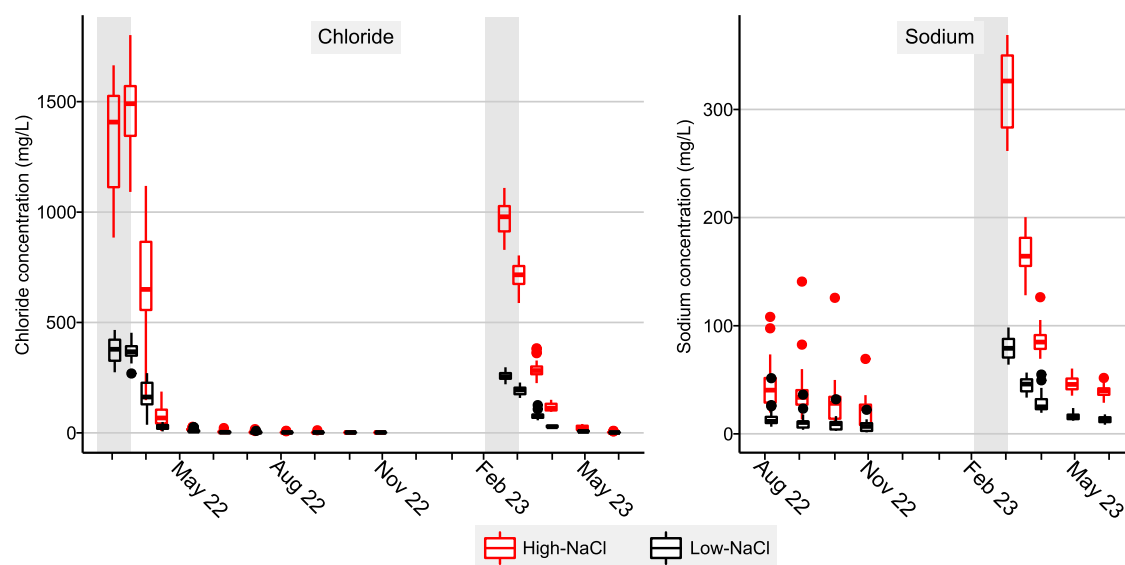 Chloride
Chloride concentration (mg/L)
1500
1000
500
0
May 22
Aug 22
Nov 22
Feb 23
May 23
Sodium
Sodium concentration (mg/L)
300
200
100
0
Aug 22
Nov 22
Feb 23
May 23
High-NaCl
Low-NaCl